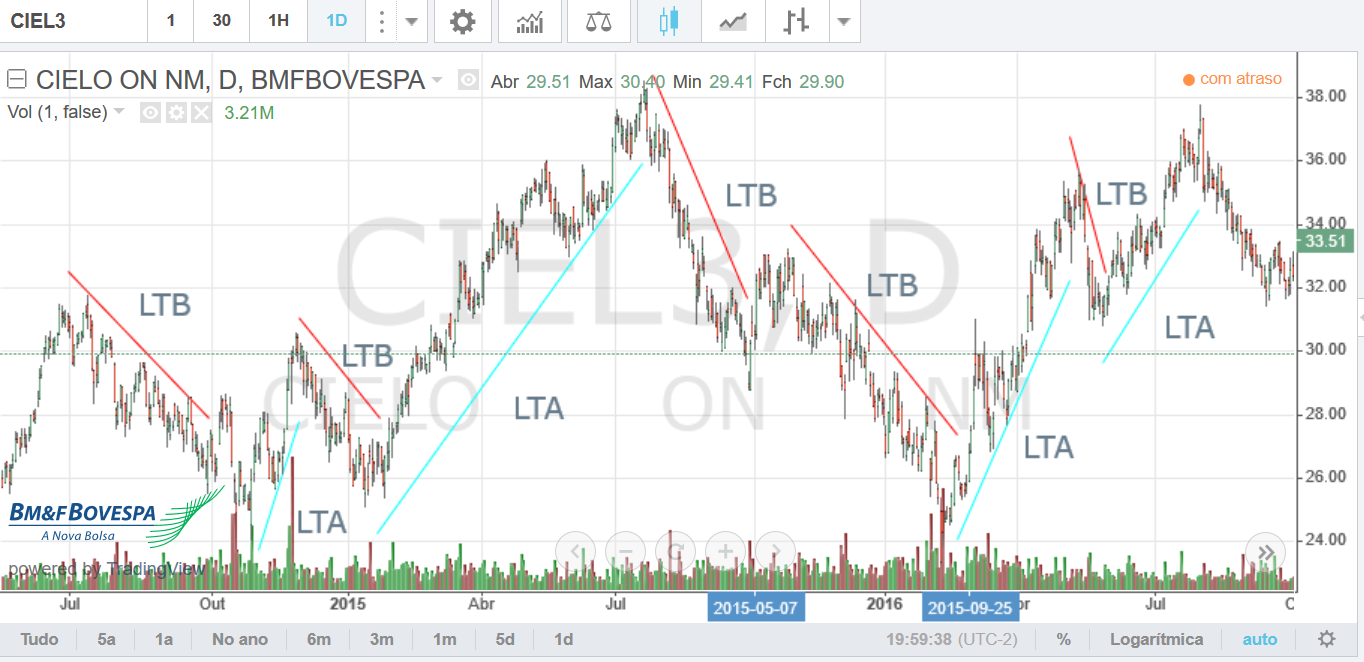 CIEL3 1 30 1H 1D
CIELO ON NM, D, BMFBOVESPA Abr 29.51 Max 30.40 Min 29.41 Fch 29.90 com atraso
Vol (1, false) 3.21M
38.00
36.00
34.00
33.51
32.00
30.00
28.00
26.00
24.00
CIEL3, D
CIELO ON NM
LTB
LTB
LTB
LTB
LTB
LTA
LTA
LTA
LTA
BM&FBOVESPA
A Nova Bolsa
powered by TradingView
Jul Out 2015 Abr Jul 2015-05-07 2016 2015-09-25 Jul
Tudo 5a 1a No ano 6m 3m 1m 5d 1d 19:59:38 (UTC-2) % Logarítmica auto